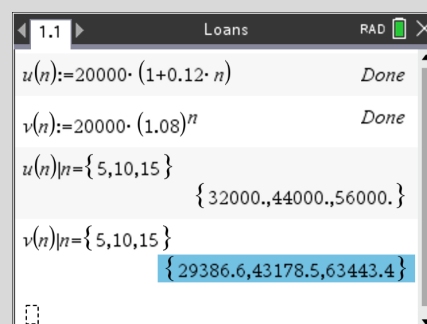 1.1 Loans RAD
u(n):=20000· (1+0.12· n) Done
v(n):=20000· (1.08)ⁿ Done
u(n)|n={5,10,15}
{32000.,44000.,56000.}
v(n)|n={5,10,15}
{29386.6,43178.5,63443.4}